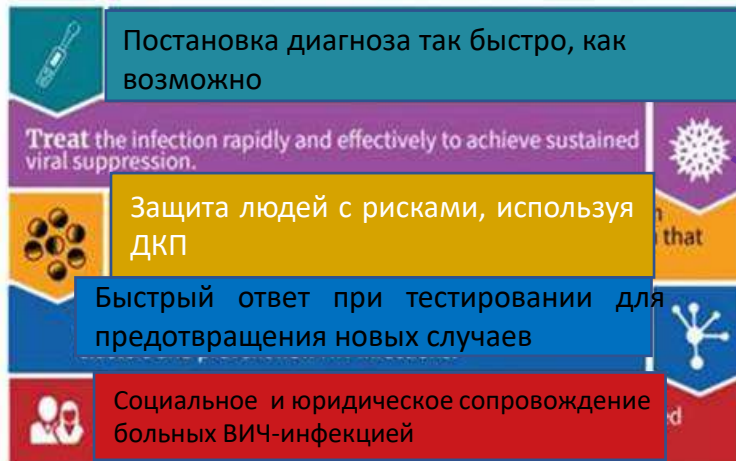 Постановка диагноза так быстро, как
возможно
Treat the infection rapidly and effectively to achieve sustained
viral suppression.
Защита людей с рисками, используя
ДКП
that
Быстрый ответ при тестировании для
предотвращения новых случаев
Социальное и юридическое сопровождение
больных ВИЧ-инфекцией